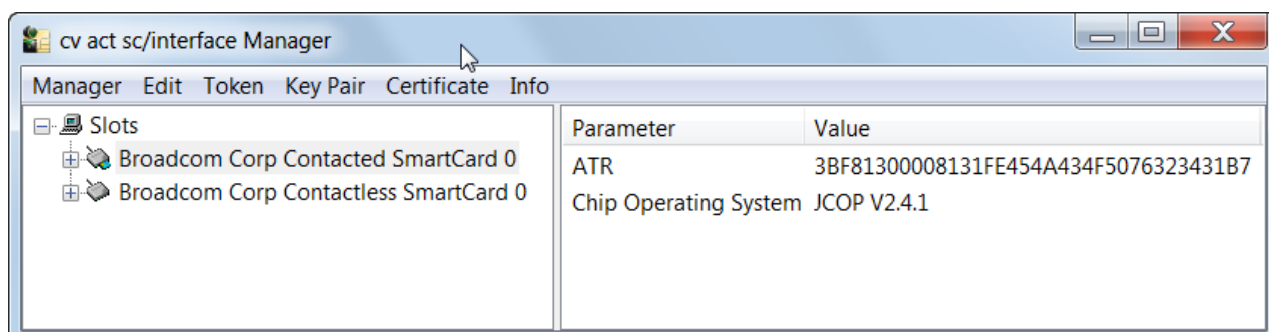 cv act sc/interface Manager
Manager Edit Token Key Pair Certificate Info
Slots
Broadcom Corp Contacted SmartCard 0
Broadcom Corp Contactless SmartCard 0
Parameter Value
ATR 3BF81300008131FE454A434F5076323431B7
Chip Operating System JCOP V2.4.1